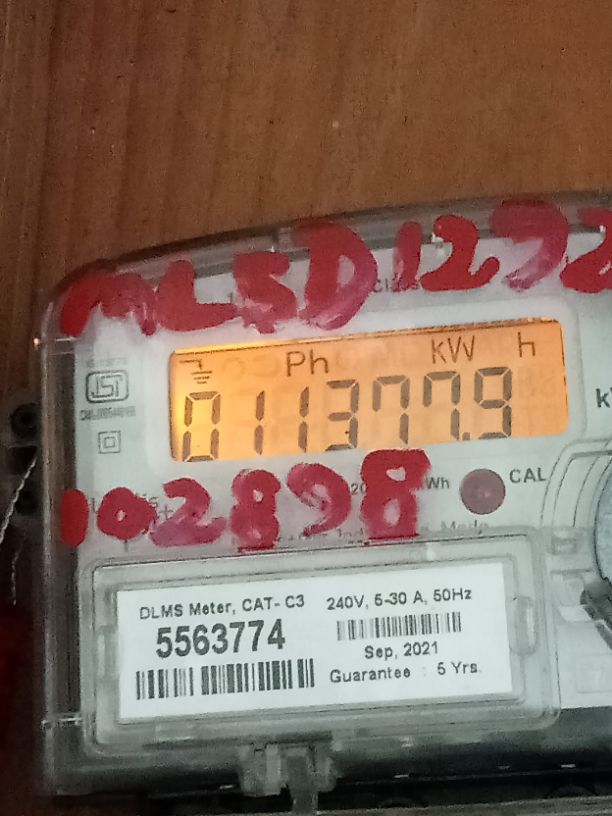 MLSD1272
Ph KW h
011377.9
102898
CAL
DLMS Meter, CAT- C3
5563774
240V, 5-30 A, 50Hz
Sep, 2021
Guarantee : 5 Yrs.